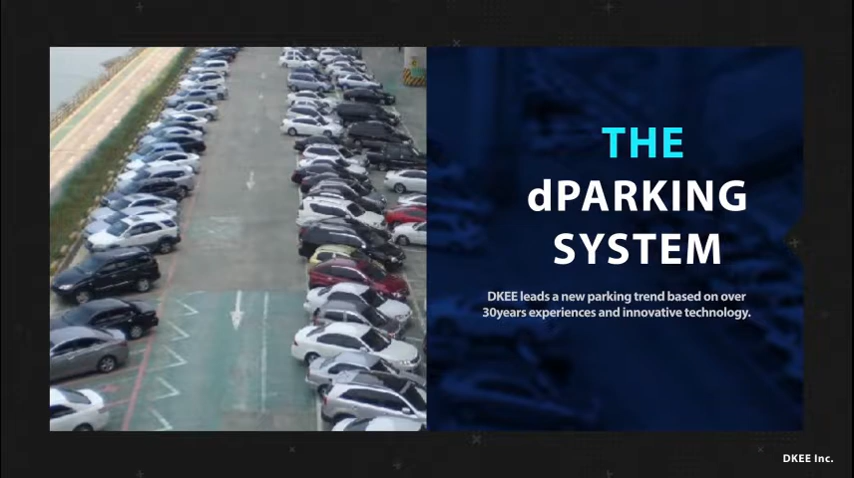 THE
dPARKING
SYSTEM
DKEE leads a new parking trend based on over
30years experiences and innovative technology.
DKEE Inc.